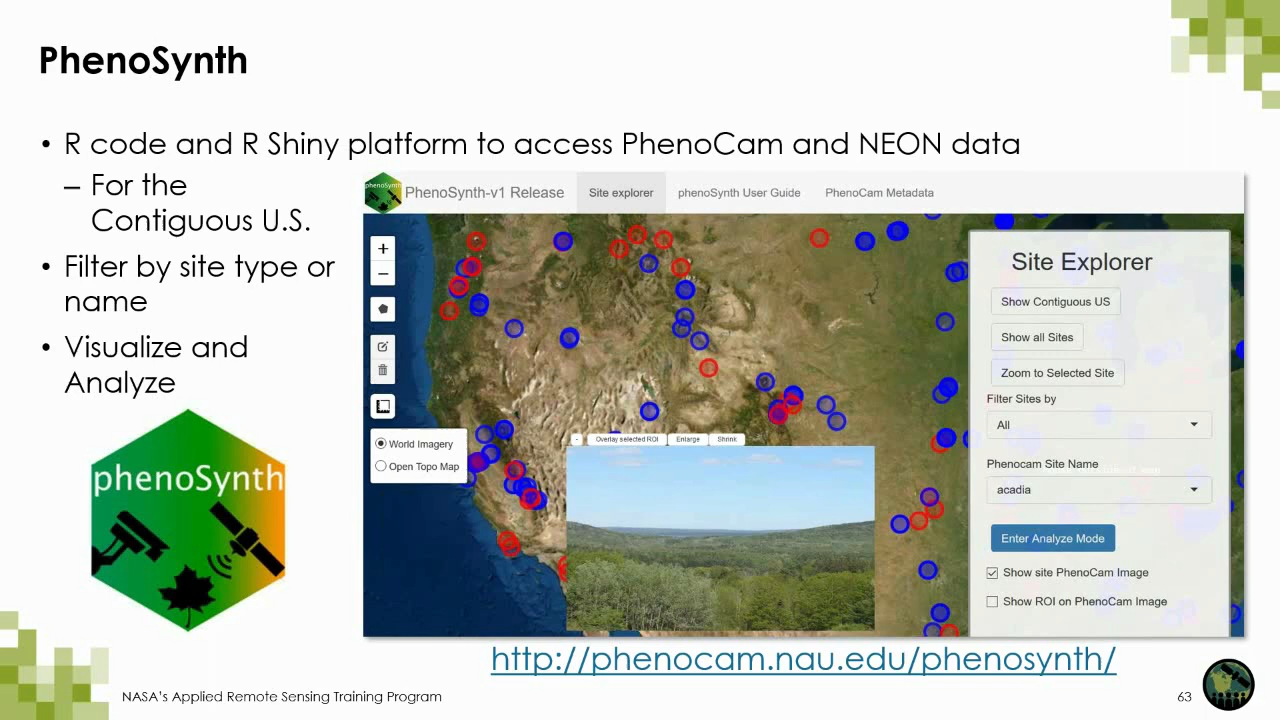 PhenoSynth
• R code and R Shiny platform to access PhenoCam and NEON data
– For the
Contiguous U.S.
• Filter by site type or
name
• Visualize and
Analyze
phenoSynth
phenoSynth
PhenoSynth-v1 Release
Site explorer
phenoSynth User Guide
PhenoCam Metadata
+
−
World Imagery
Open Topo Map
-
Overlay selected ROI
Enlarge
Shrink
Site Explorer
Show Contiguous US
Show all Sites
Zoom to Selected Site
Filter Sites by
All
Phenocam Site Name
acadia
Enter Analyze Mode
Show site PhenoCam Image
Show ROI on PhenoCam Image
http://phenocam.nau.edu/phenosynth/
NASA's Applied Remote Sensing Training Program
63